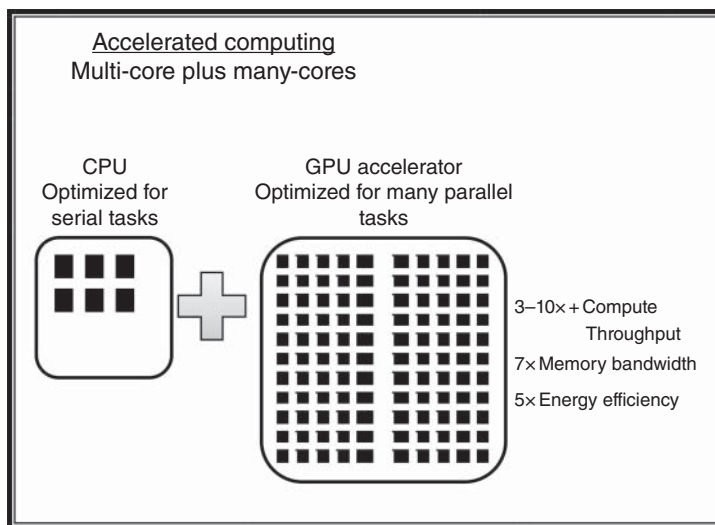 Accelerated computing
Multi-core plus many-cores
CPU
Optimized for
serial tasks
GPU accelerator
Optimized for many parallel
tasks
3–10× + Compute
Throughput
7× Memory bandwidth
5× Energy efficiency